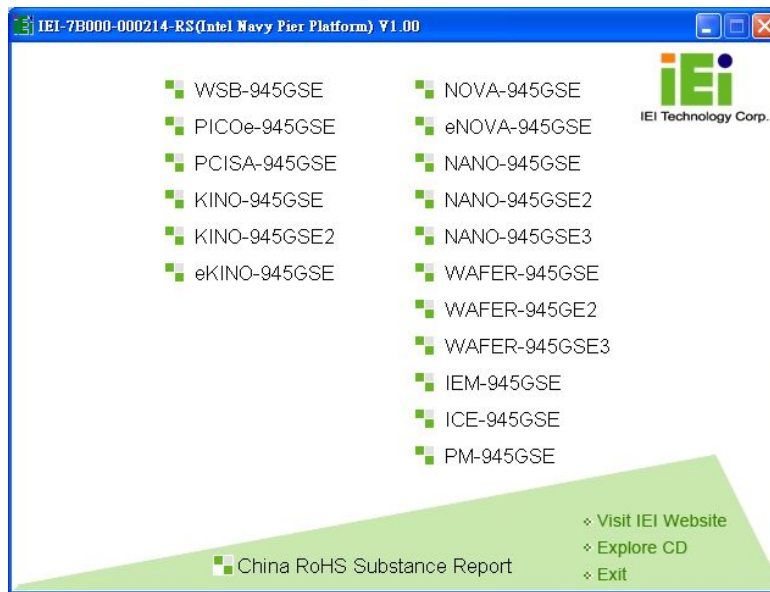 IEI-7B000-000214-RS(Intel Navy Pier Platform) V1.00
iEi
IEI Technology Corp.
WSB-945GSE
PICOe-945GSE
PCISA-945GSE
KINO-945GSE
KINO-945GSE2
eKINO-945GSE
NOVA-945GSE
eNOVA-945GSE
NANO-945GSE
NANO-945GSE2
NANO-945GSE3
WAFER-945GSE
WAFER-945GE2
WAFER-945GSE3
IEM-945GSE
ICE-945GSE
PM-945GSE
Visit IEI Website
Explore CD
Exit
China RoHS Substance Report